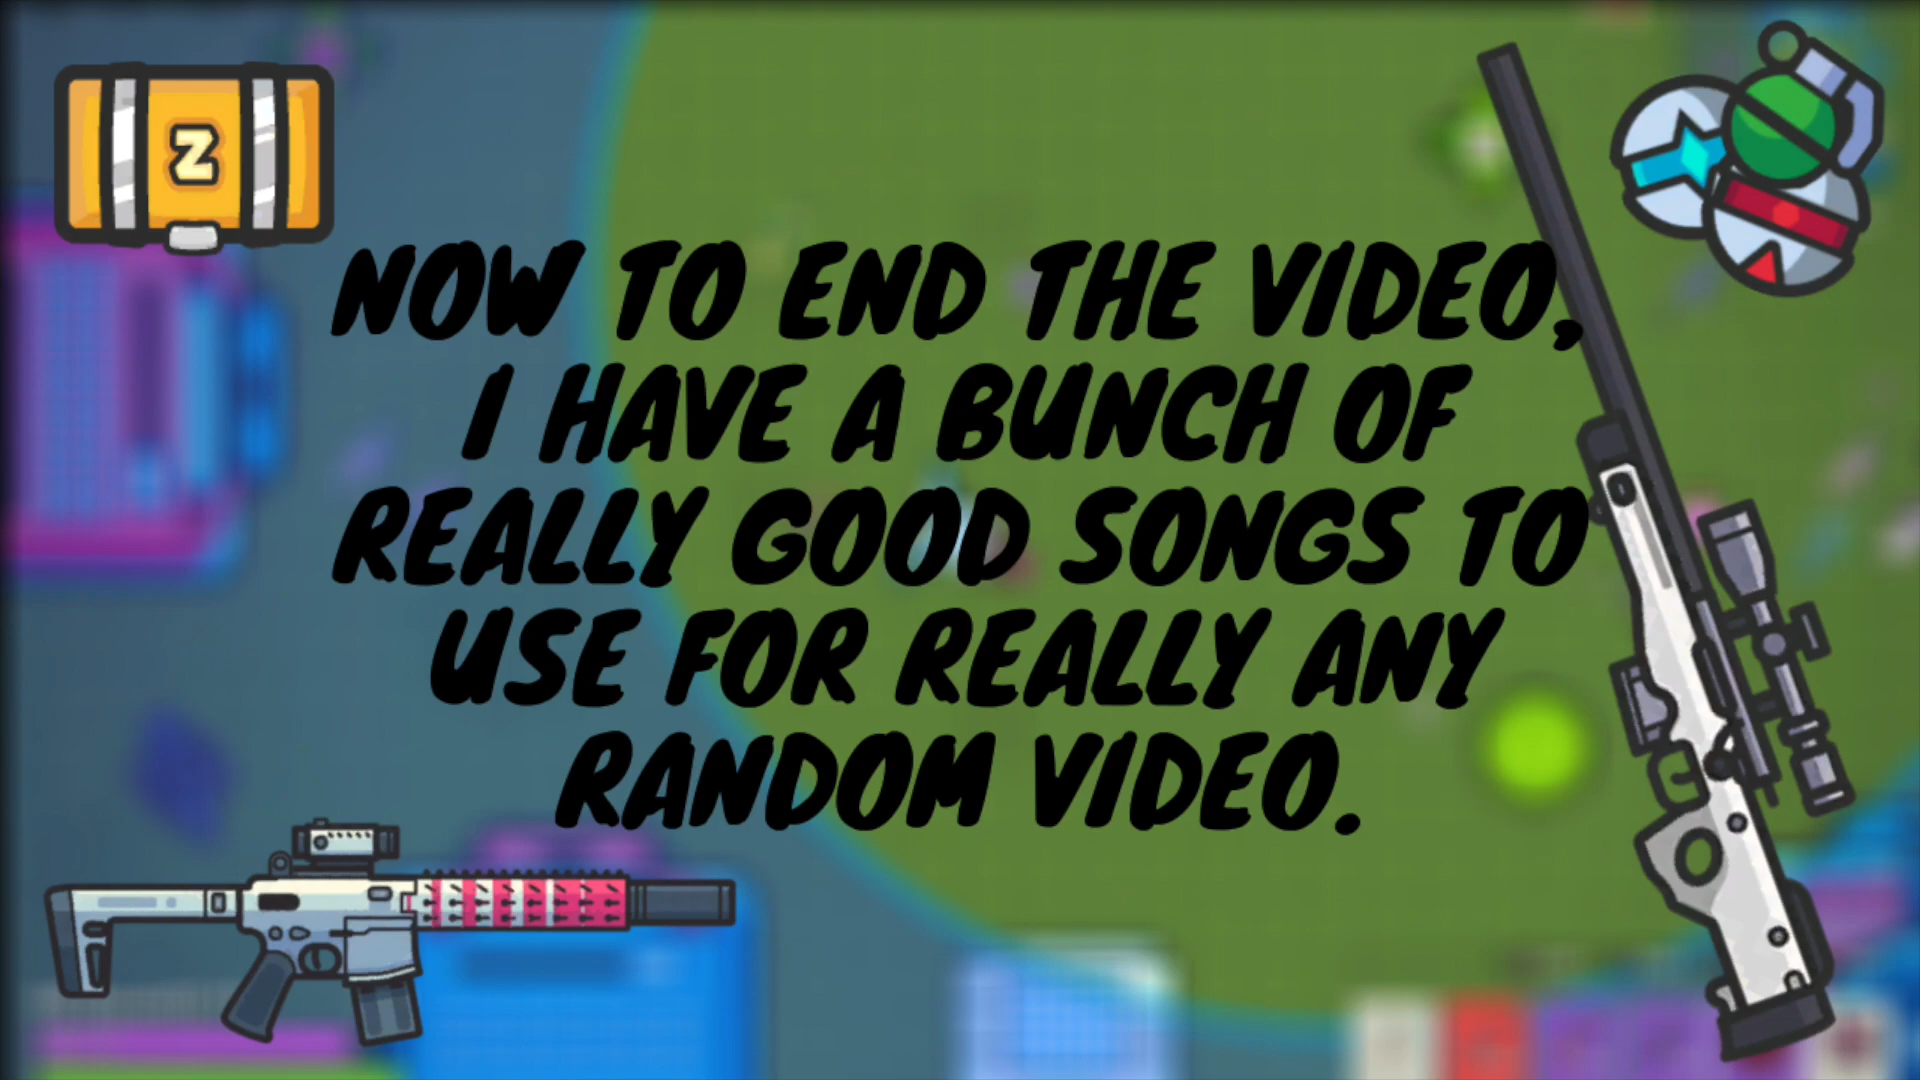 Z
NOW TO END THE VIDEO,
I HAVE A BUNCH OF
REALLY GOOD SONGS TO
USE FOR REALLY ANY
RANDOM VIDEO.